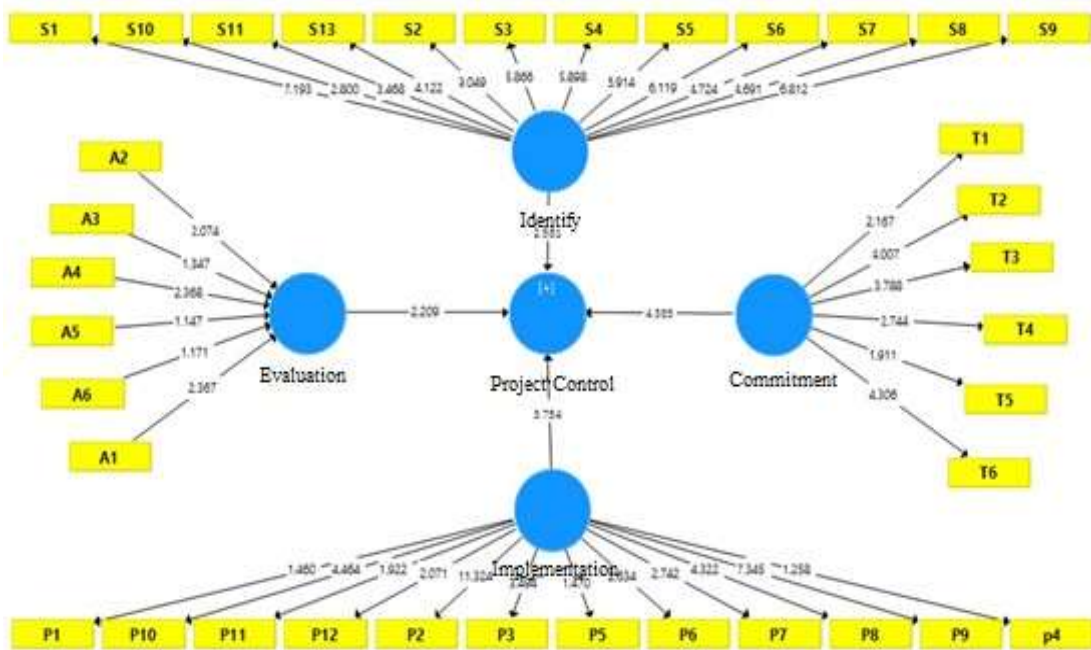 S1 S10 S11 S13 S2 S3 S4 S5 S6 S7 S8 S9
7.193 2.800 3.468 4.122 3.049 5.866 5.898 5.914 6.119 4.724 4.691 6.812
A2
A3
A4
A5
A6
A1
2.074
1.347
2.368
1.147
1.171
2.367
Identify
Evaluation
2.209
[+]
Project Control
4.385
Commitment
T1
T2
T3
T4
T5
T6
2.167
4.007
3.788
2.744
1.911
4.306
3.754
Implementation
1.460 4.464 1.922 2.071 11.324 1.470 2.742 4.322 7.345 1.258
P1 P10 P11 P12 P2 P3 P5 P6 P7 P8 P9 p4